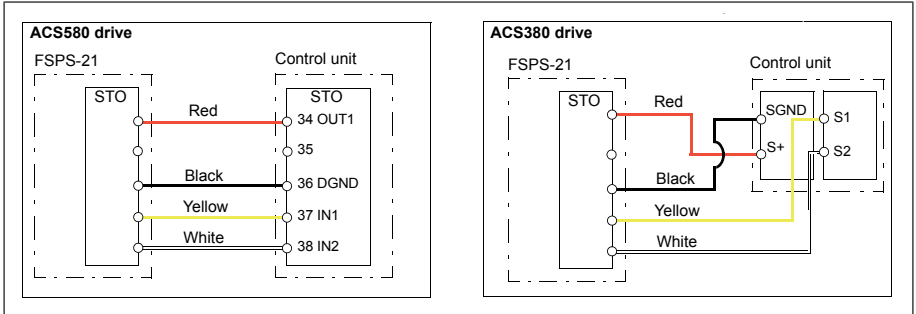 ACS580 drive
FSPS-21
Control unit
STO
STO
Red
34 OUT1
35
Black
36 DGND
Yellow
37 IN1
White
38 IN2
ACS380 drive
FSPS-21
Control unit
STO
Red
SGND
S1
S+
S2
Black
Yellow
White